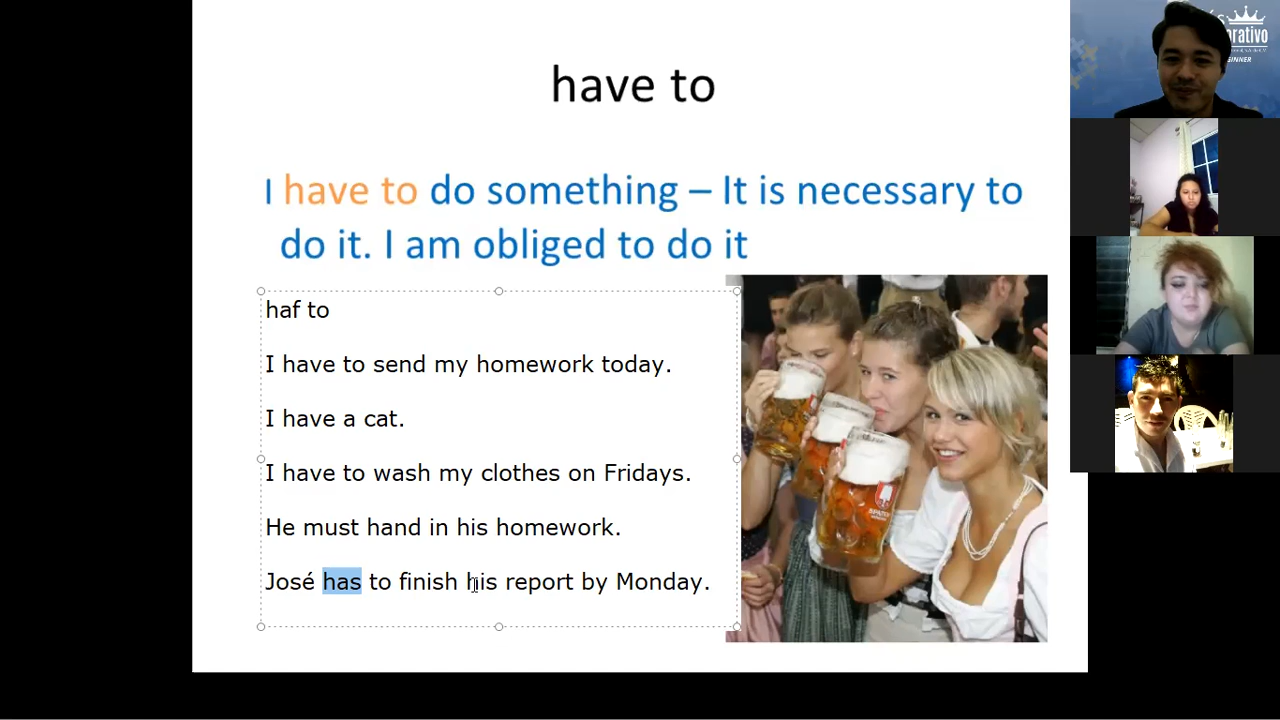 have to
I have to do something – It is necessary to
do it. I am obliged to do it
haf to
I have to send my homework today.
I have a cat.
I have to wash my clothes on Fridays.
He must hand in his homework.
José has to finish his report by Monday.
SPATEN